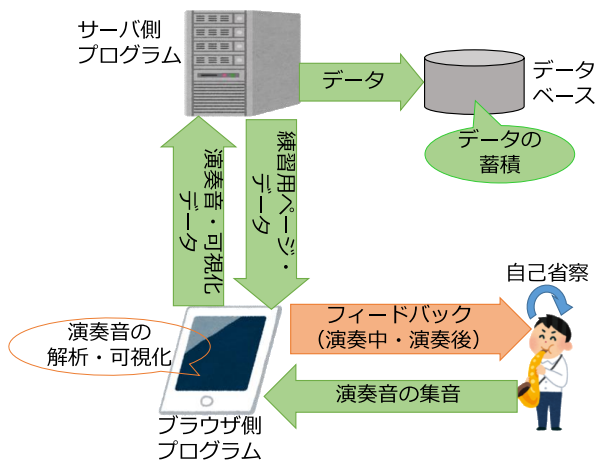 サーバ側
プログラム
データ
データ
ベース
データの
蓄積
演奏音・可視化
データ
練習用ページ・
データ
自己省察
フィードバック
（演奏中・演奏後）
演奏音の
解析・可視化
演奏音の集音
ブラウザ側
プログラム